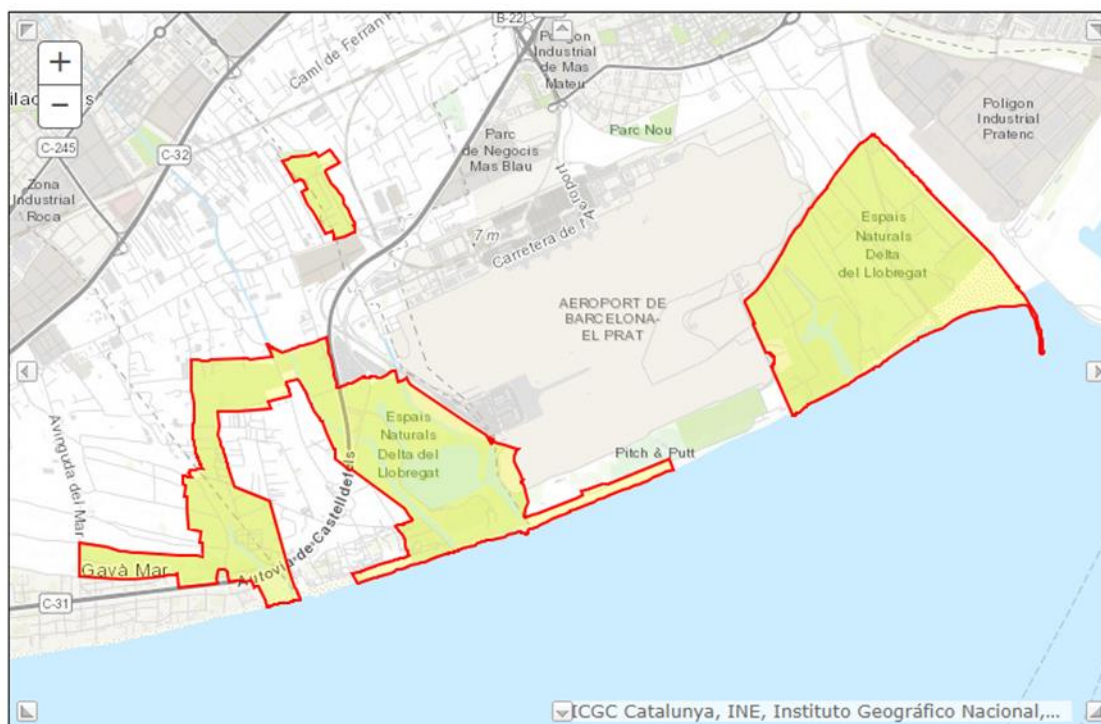 B-22
Camí de Ferran
Polígon
Industrial
de Mas
Mateu
+
−
C-245
C-32
Parc
de Negocis
Mas Blau
Parc Nou
Polígon
Industrial
Pratenc
Zona
Industrial
Roca
Aeroport
7 m
Carretera de l'
Espais
Naturals
Delta
del Llobregat
AEROPORT DE
BARCELONA-
EL PRAT
Avinguda del Mar
Espais
Naturals
Delta del
Llobregat
Pitch & Putt
Autovia de Castelldefels
Gavà Mar
C-31
ICGC Catalunya, INE, Instituto Geográfico Nacional,...